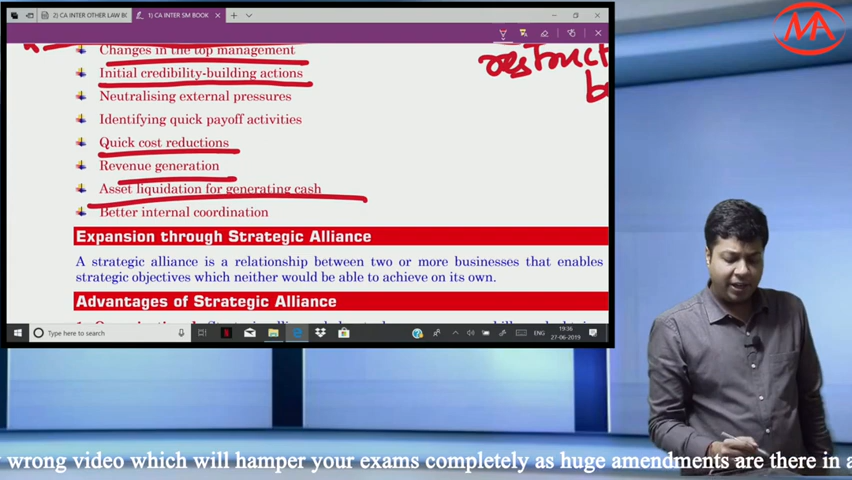 2) CA INTER OTHER LAW BO
1) CA INTER SM BOOK
MA
Changes in the top management
Initial credibility-building actions
Neutralising external pressures
Identifying quick payoff activities
Quick cost reductions
Revenue generation
Asset liquidation for generating cash
Better internal coordination
Expansion through Strategic Alliance
A strategic alliance is a relationship between two or more businesses that enables
strategic objectives which neither would be able to achieve on its own.
Advantages of Strategic Alliance
Type here to search
ENG
19:36
27-06-2019
wrong video which will hamper your exams completely as huge amendments are there in a